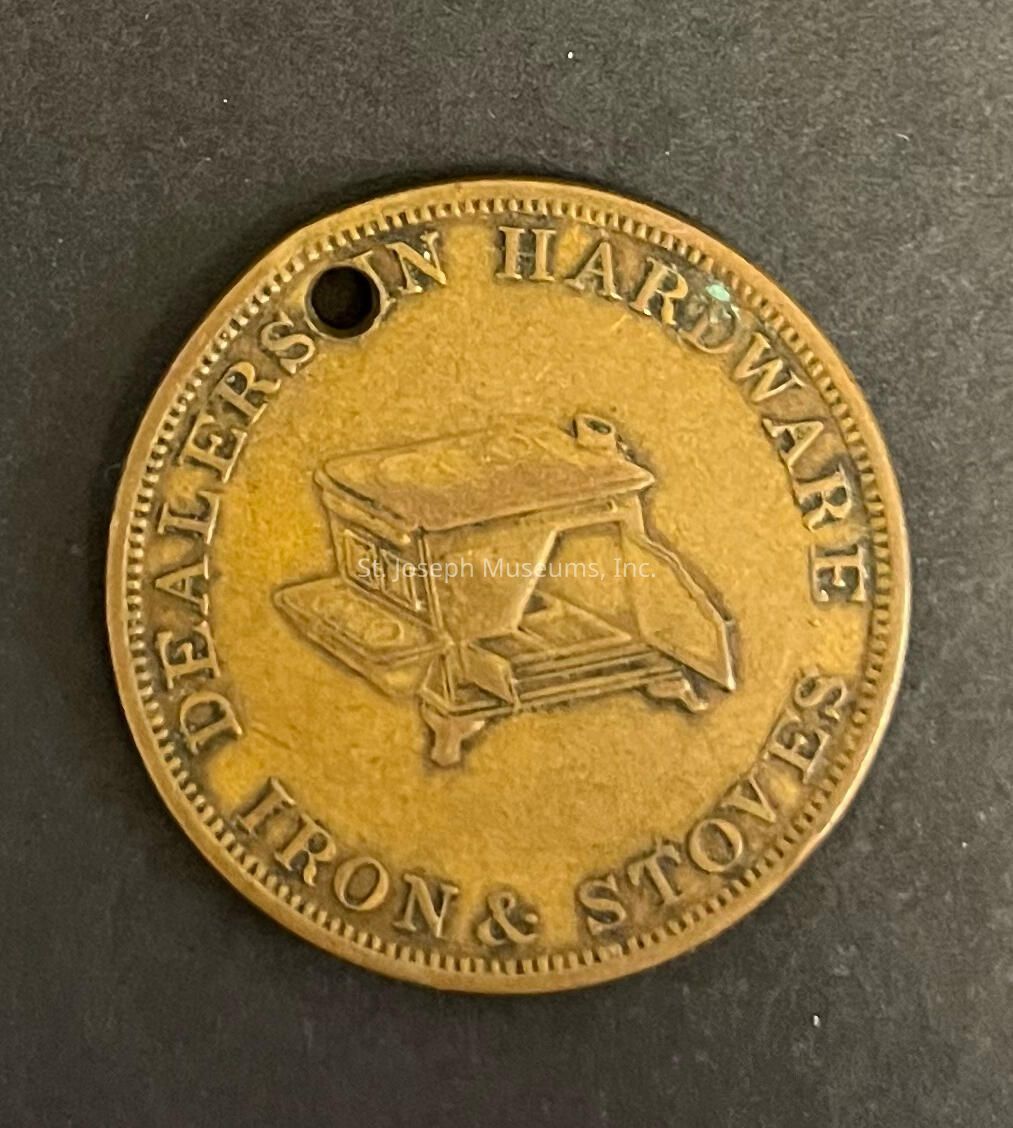 DEALERS IN HARDWARE
IRON & STOVES
St. Joseph Museums, Inc.